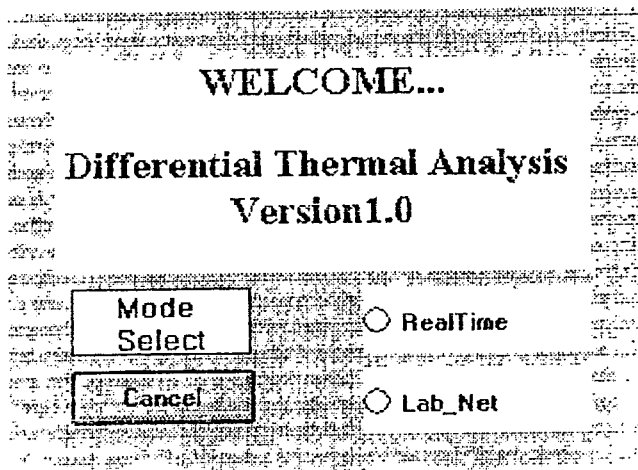 WELCOME...
Differential Thermal Analysis
Version1.0
Mode
Select
RealTime
Cancel
Lab_Net